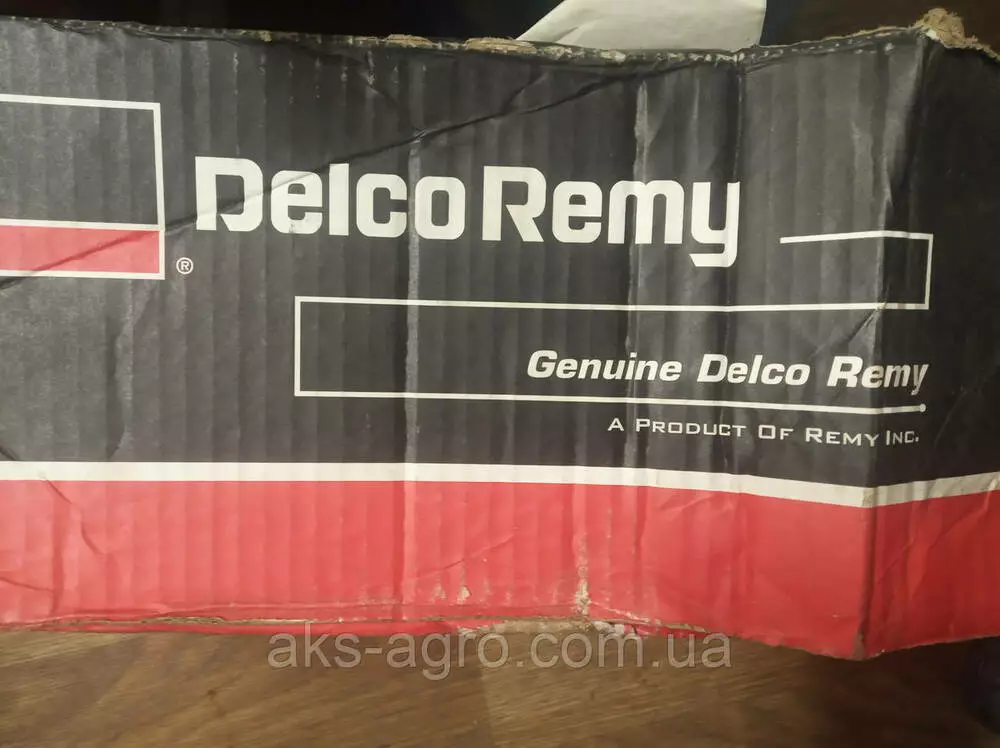 Delco Remy
®
Genuine Delco Remy
A PRODUCT OF REMY INC.
aks-agro.com.ua